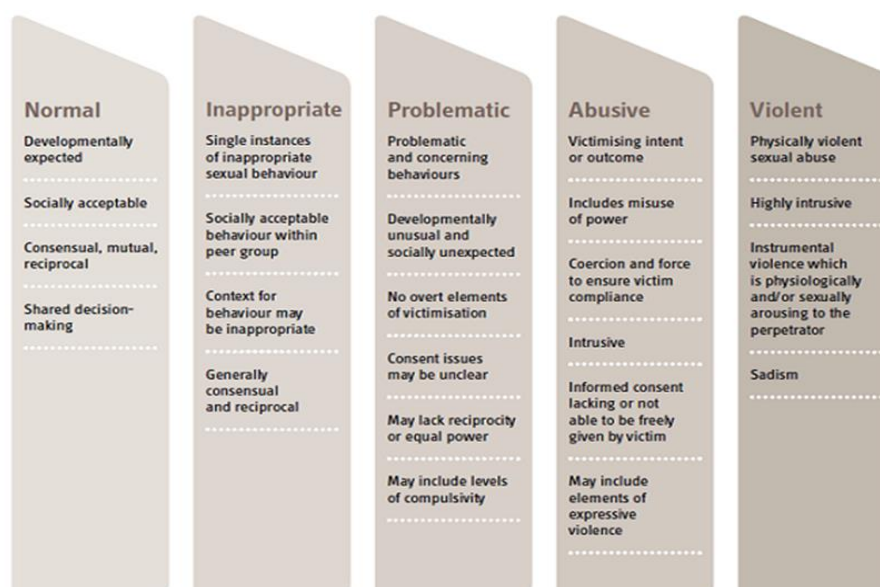 Normal
Developmentally
expected
Socially acceptable
Consensual, mutual,
reciprocal
Shared decision-
making
Inappropriate
Single instances
of inappropriate
sexual behaviour
Socially acceptable
behaviour within
peer group
Context for
behaviour may
be inappropriate
Generally
consensual
and reciprocal
Problematic
Problematic
and concerning
behaviours
Developmentally
unusual and
socially unexpected
No overt elements
of victimisation
Consent issues
may be unclear
May lack reciprocity
or equal power
May include levels
of compulsivity
Abusive
Victimising intent
or outcome
Includes misuse
of power
Coercion and force
to ensure victim
compliance
Intrusive
Informed consent
lacking or not
able to be freely
given by victim
May include
elements of
expressive
violence
Violent
Physically violent
sexual abuse
Highly intrusive
Instrumental
violence which
is physiologically
and/or sexually
arousing to the
perpetrator
Sadism